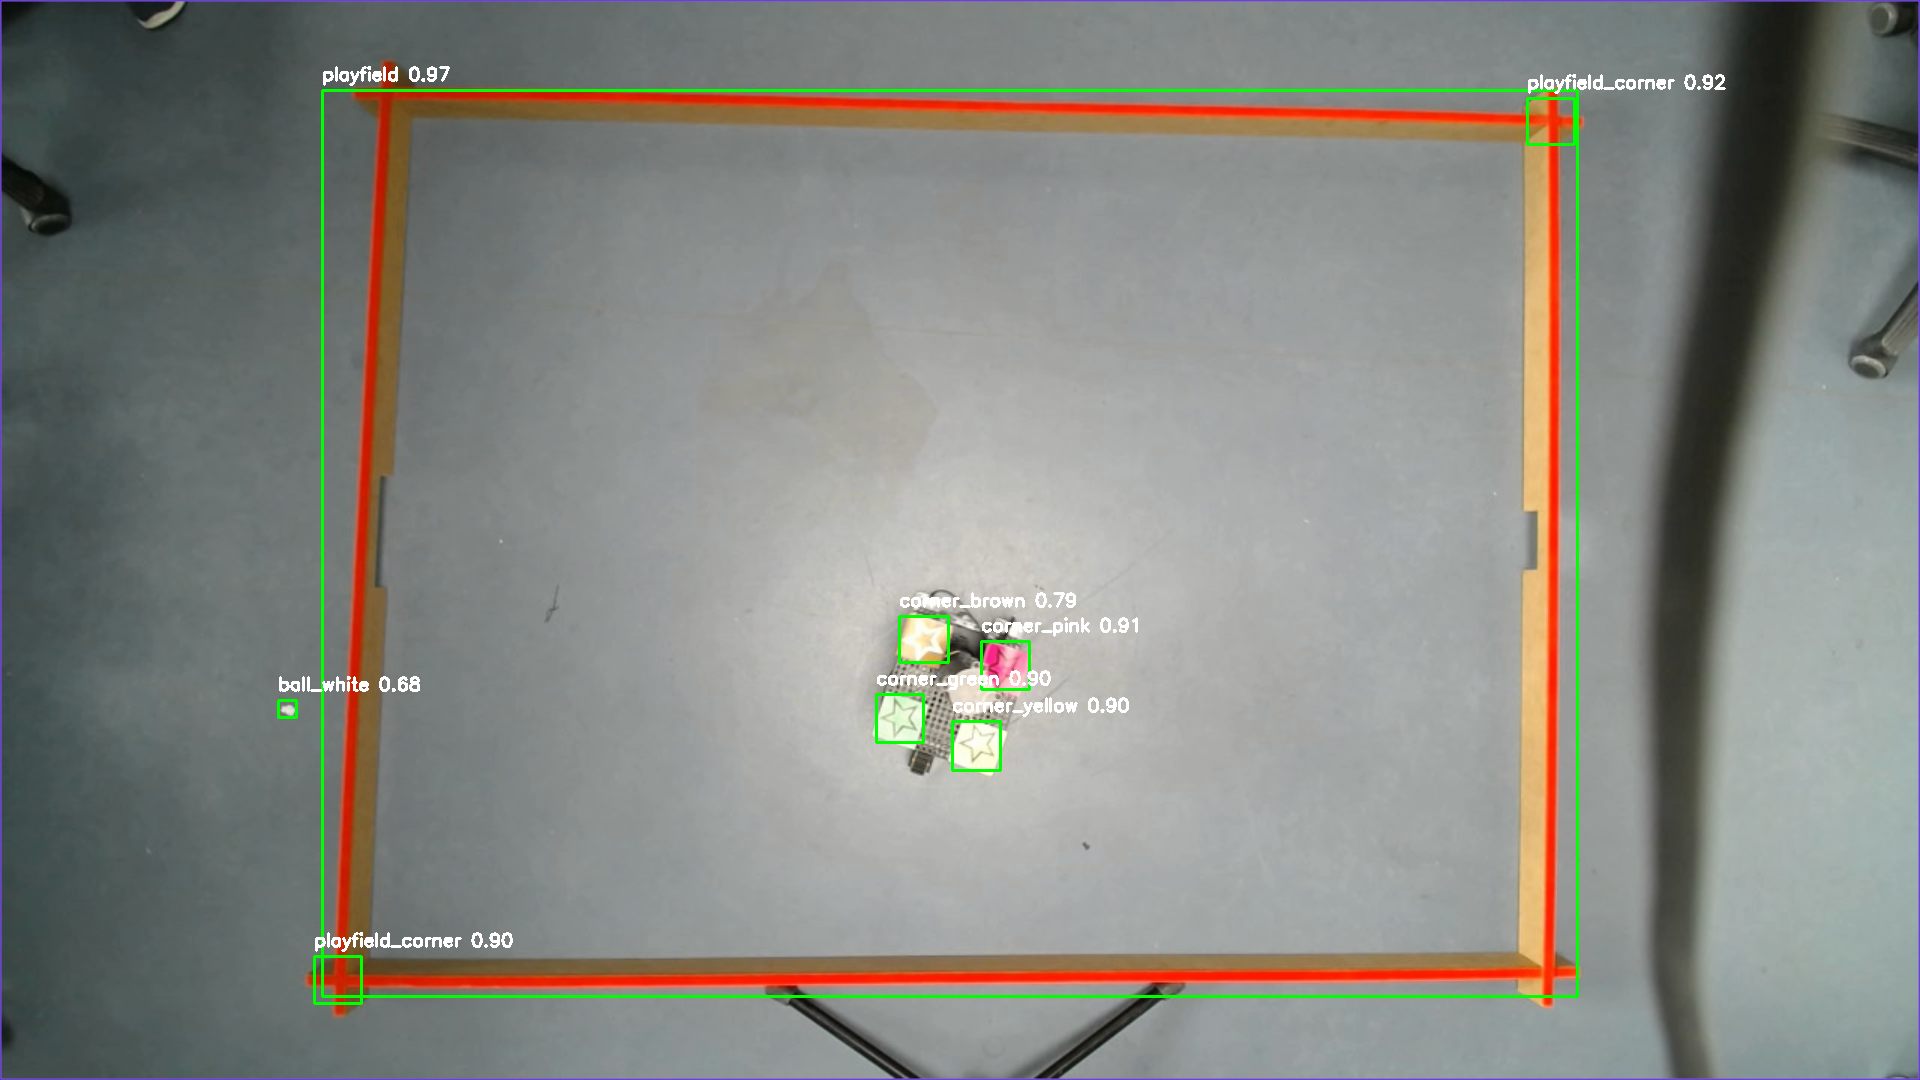 playfield 0.97
playfield_corner 0.92
corner_brown 0.79
corner_pink 0.91
corner_green 0.90
ball_white 0.68
corner_yellow 0.90
playfield_corner 0.90